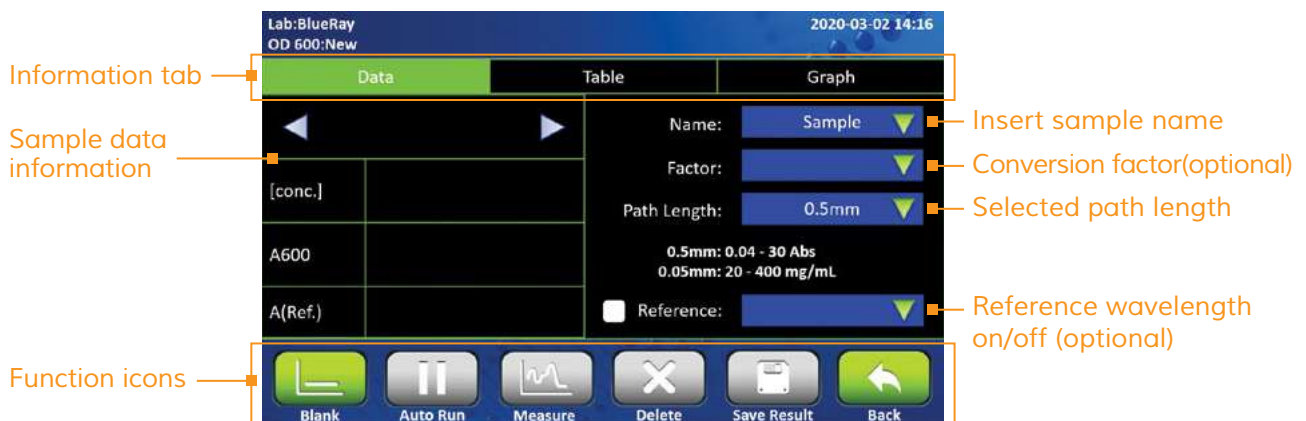 Lab:BlueRay
2020-03-02 14:16
OD 600:New
Information tab
Data
Table
Graph
Sample data
information
[conc.]
A600
A(Ref.)
Name:
Sample
Insert sample name
Factor:
Conversion factor(optional)
Path Length:
0.5mm
Selected path length
0.5mm: 0.04 - 30 Abs
0.05mm: 20 - 400 mg/mL
Reference:
Reference wavelength
on/off (optional)
Function icons
Blank
Auto Run
Measure
Delete
Save Result
Back